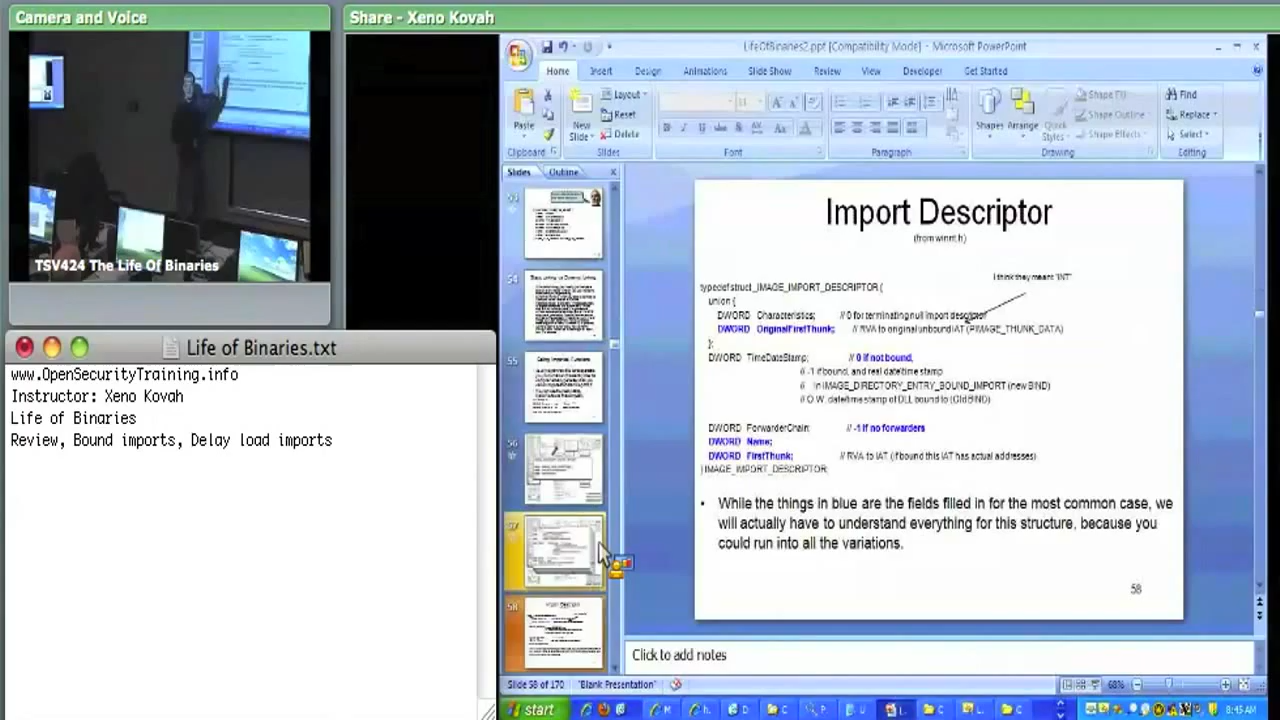 Camera and Voice
Share - Xeno Kovah
TSV424 The Life Of Binaries
Life of Binaries.txt
www.OpenSecurityTraining.info
Instructor: Xeno Kovah
Life of Binaries
Review, Bound imports, Delay load imports
LifeOfBinaries2.ppt [Compatibility Mode] - Microsoft PowerPoint
Home Insert Design Animations Slide Show Review View Developer Get Started
Paste
New Slide
Layout
Reset
Delete
Shapes Arrange Quick Styles
Shape Fill
Shape Outline
Shape Effects
Find
Replace
Select
Clipboard Slides Font Paragraph Drawing Editing
Slides Outline
54
55
56
57
58
Import Descriptor
(from winnt.h)
I think they meant "INT"
typedef struct _IMAGE_IMPORT_DESCRIPTOR {
union {
DWORD Characteristics; // 0 for terminating null import descriptor
DWORD OriginalFirstThunk; // RVA to original unbound IAT (PIMAGE_THUNK_DATA)
};
DWORD TimeDateStamp; // 0 if not bound,
// -1 if bound, and real date\time stamp
// in IMAGE_DIRECTORY_ENTRY_BOUND_IMPORT (new BIND)
// O.W. date/time stamp of DLL bound to (Old BIND)
DWORD ForwarderChain; // -1 if no forwarders
DWORD Name;
DWORD FirstThunk; // RVA to IAT (if bound this IAT has actual addresses)
} IMAGE_IMPORT_DESCRIPTOR;
• While the things in blue are the fields filled in for the most common case, we
will actually have to understand everything for this structure, because you
could run into all the variations.
58
Click to add notes
Slide 58 of 170 "Blank Presentation" 68%
start 8:45 AM